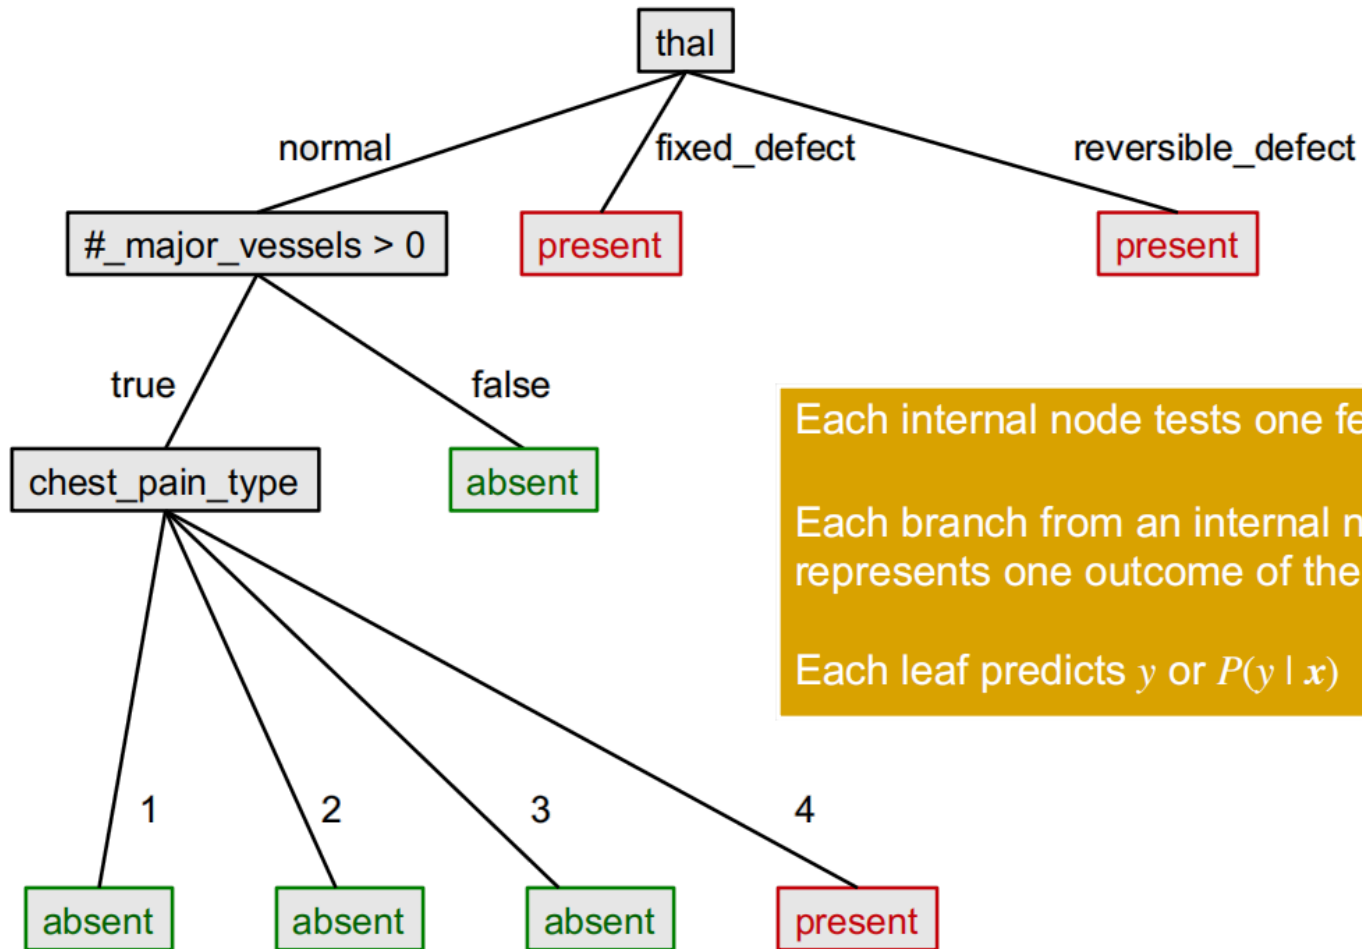 thal
normal
fixed_defect
reversible_defect
#_major_vessels > 0
present
present
true
false
chest_pain_type
absent
Each internal node tests one fe
Each branch from an internal n
represents one outcome of the
Each leaf predicts y or P(y | x)
1
2
3
4
absent
absent
absent
present